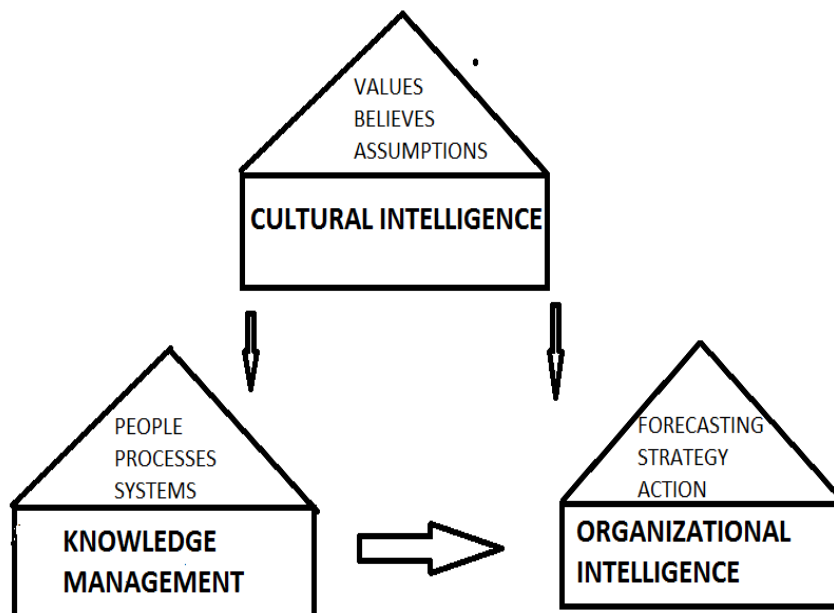 VALUES
BELIEVES
ASSUMPTIONS
CULTURAL INTELLIGENCE
PEOPLE
PROCESSES
SYSTEMS
KNOWLEDGE
MANAGEMENT
FORECASTING
STRATEGY
ACTION
ORGANIZATIONAL
INTELLIGENCE